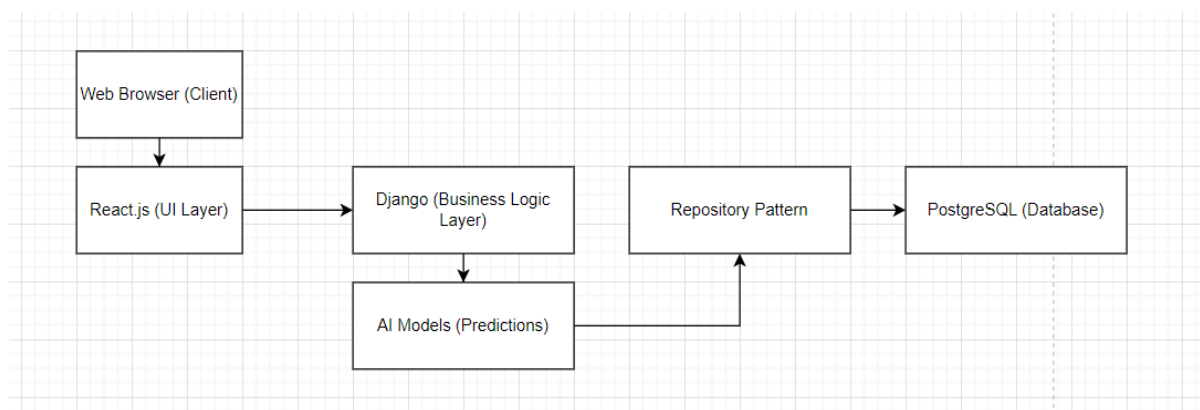 Web Browser (Client)
React.js (UI Layer)
Django (Business Logic
Layer)
Repository Pattern
PostgreSQL (Database)
AI Models (Predictions)